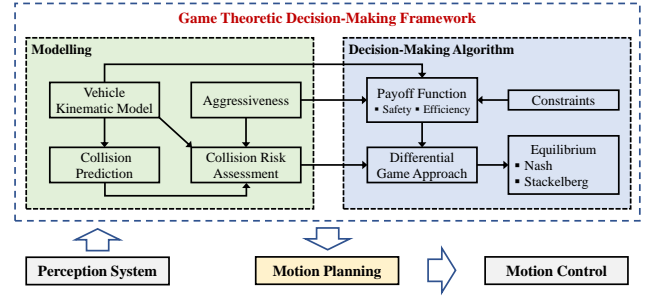 Game Theoretic Decision-Making Framework
Modelling
Vehicle
Kinematic Model
Aggressiveness
Collision
Prediction
Collision Risk
Assessment
Decision-Making Algorithm
Payoff Function
▪ Safety ▪ Efficiency
Constraints
Differential
Game Approach
Equilibrium
▪ Nash
▪ Stackelberg
Perception System
Motion Planning
Motion Control